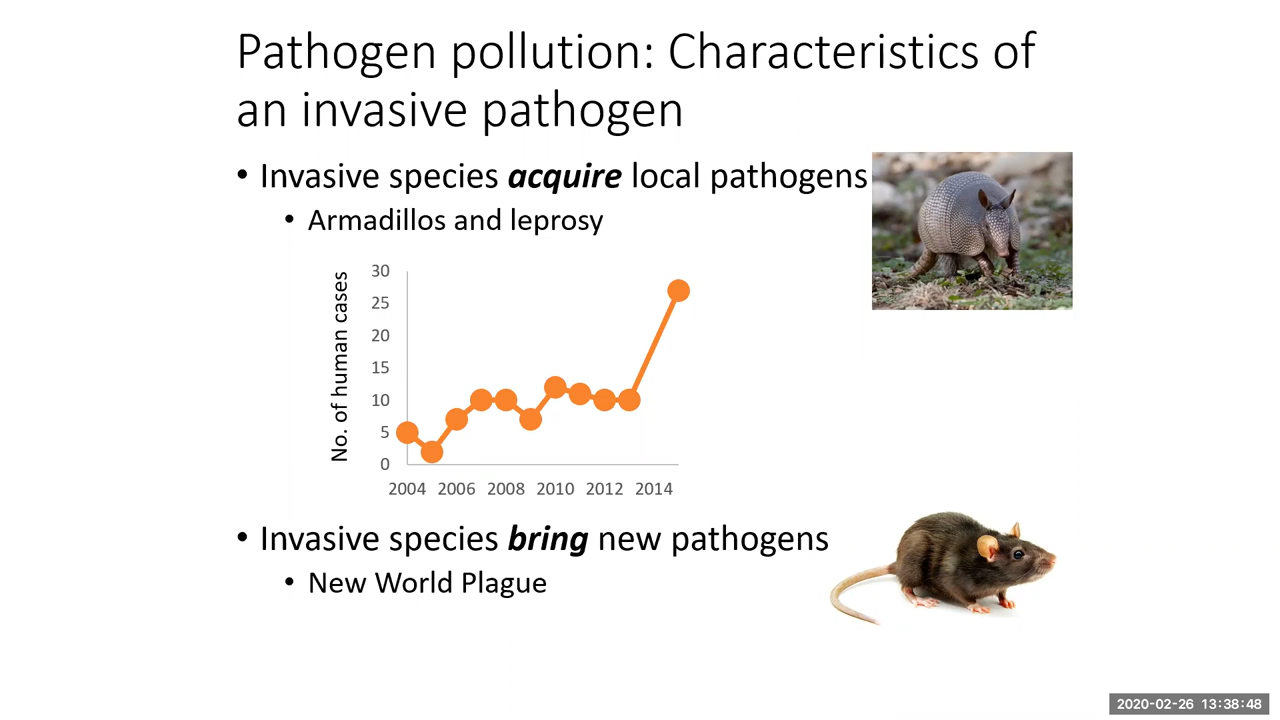 Pathogen pollution: Characteristics of
an invasive pathogen
• Invasive species acquire local pathogens
• Armadillos and leprosy
No. of human cases
30
25
20
15
10
5
0
2004 2006 2008 2010 2012 2014
• Invasive species bring new pathogens
• New World Plague
2020-02-26 13:38:48